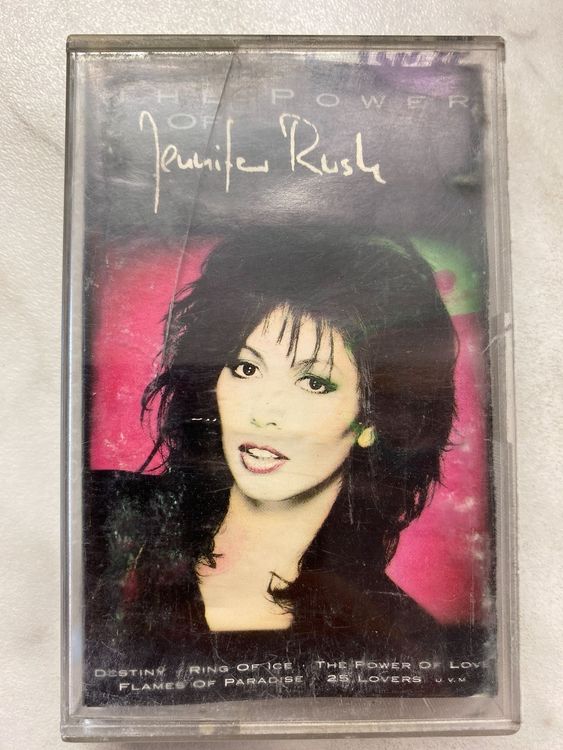 THE POWER
OF
Jennifer Rush
DESTINY · RING OF ICE · THE POWER OF LOVE
FLAMES OF PARADISE · 25 LOVERS U.V.M